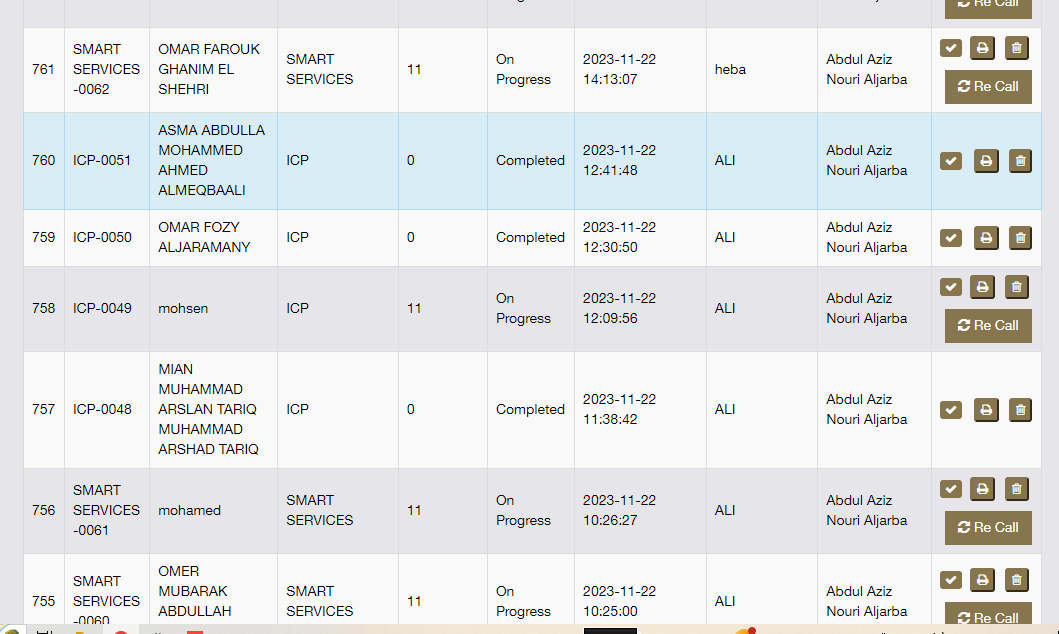 Re Call
761
SMART
SERVICES
-0062
OMAR FAROUK
GHANIM EL
SHEHRI
SMART
SERVICES
11
On
Progress
2023-11-22
14:13:07
heba
Abdul Aziz
Nouri Aljarba
Re Call
760
ICP-0051
ASMA ABDULLA
MOHAMMED
AHMED
ALMEQBAALI
ICP
0
Completed
2023-11-22
12:41:48
ALI
Abdul Aziz
Nouri Aljarba
759
ICP-0050
OMAR FOZY
ALJARAMANY
ICP
0
Completed
2023-11-22
12:30:50
ALI
Abdul Aziz
Nouri Aljarba
758
ICP-0049
mohsen
ICP
11
On
Progress
2023-11-22
12:09:56
ALI
Abdul Aziz
Nouri Aljarba
Re Call
757
ICP-0048
MIAN
MUHAMMAD
ARSLAN TARIQ
MUHAMMAD
ARSHAD TARIQ
ICP
0
Completed
2023-11-22
11:38:42
ALI
Abdul Aziz
Nouri Aljarba
756
SMART
SERVICES
-0061
mohamed
SMART
SERVICES
11
On
Progress
2023-11-22
10:26:27
ALI
Abdul Aziz
Nouri Aljarba
Re Call
755
SMART
SERVICES
-0060
OMER
MUBARAK
ABDULLAH
SMART
SERVICES
11
On
Progress
2023-11-22
10:25:00
ALI
Abdul Aziz
Nouri Aljarba
Re Call